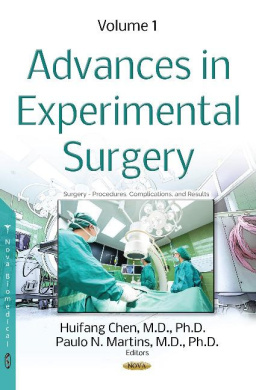 Volume 1
Advances in
Experimental
Surgery
Surgery - Procedures, Complications, and Results
Nova Biomedical
Huifang Chen, M.D., Ph.D.
Paulo N. Martins, M.D., Ph.D.
Editors
NOVA